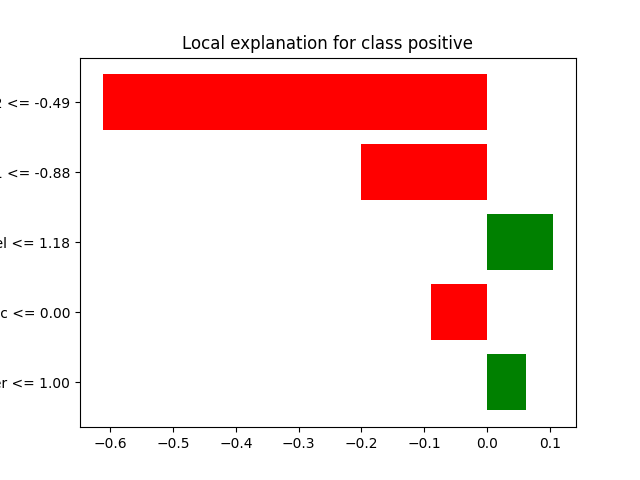 Local explanation for class positive
2 <= -0.49
<= -0.88
el <= 1.18
c <= 0.00
er <= 1.00
−0.6 −0.5 −0.4 −0.3 −0.2 −0.1 0.0 0.1